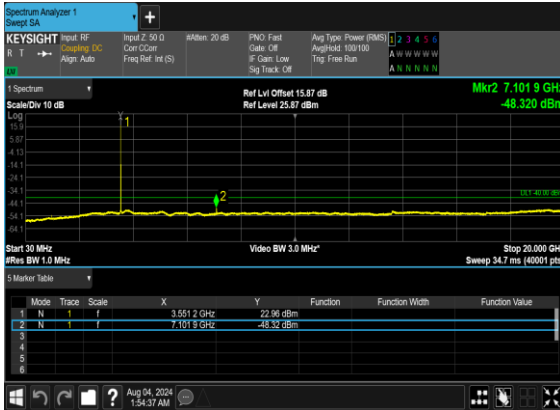 Spectrum Analyzer 1
Swept SA
+
KEYSIGHT Input: RF Input Z: 50 Ω #Atten: 20 dB PNO: Fast Avg Type: Power (RMS) 1 2 3 4 5 6
R T Coupling: DC Corr CCorr Gate: Off Avg|Hold: 100/100 A W W W W W
Align: Auto Freq Ref: Int (S) IF Gain: Low Trig: Free Run
LXI Sig Track: Off A N N N N N
1 Spectrum Ref Lvl Offset 15.87 dB Mkr2 7.101 9 GHz
Scale/Div 10 dB Ref Level 25.87 dBm -48.320 dBm
Log
1
15.9
5.87
-4.13
-14.1
-24.1
-34.1
2
DL1 -40.00 dBm
-44.1
-54.1
-64.1
Start 30 MHz Video BW 3.0 MHz* Stop 20.000 GHz
#Res BW 1.0 MHz Sweep 34.7 ms (40001 pts)
5 Marker Table
Mode Trace Scale X Y Function Function Width Function Value
1 N 1 f 3.551 2 GHz 22.96 dBm
2 N 1 f 7.101 9 GHz -48.32 dBm
3
4
5
6
? Aug 04, 2024
1:54:37 AM